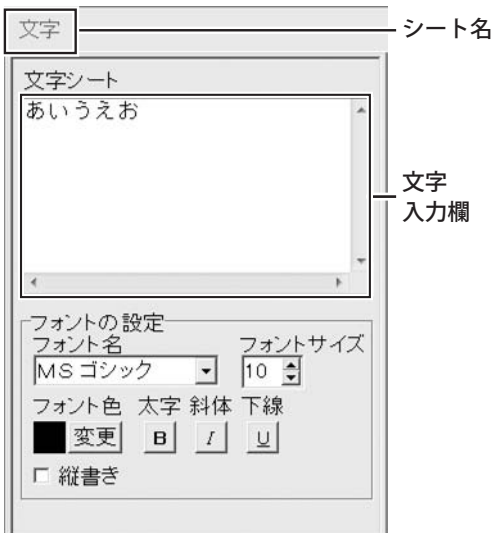 文字
シート名
文字シート
あいうえお
文字
入力欄
フォントの設定
フォント名
フォントサイズ
MS ゴシック
10
フォント色 太字 斜体 下線
変更 B I U
縦書き